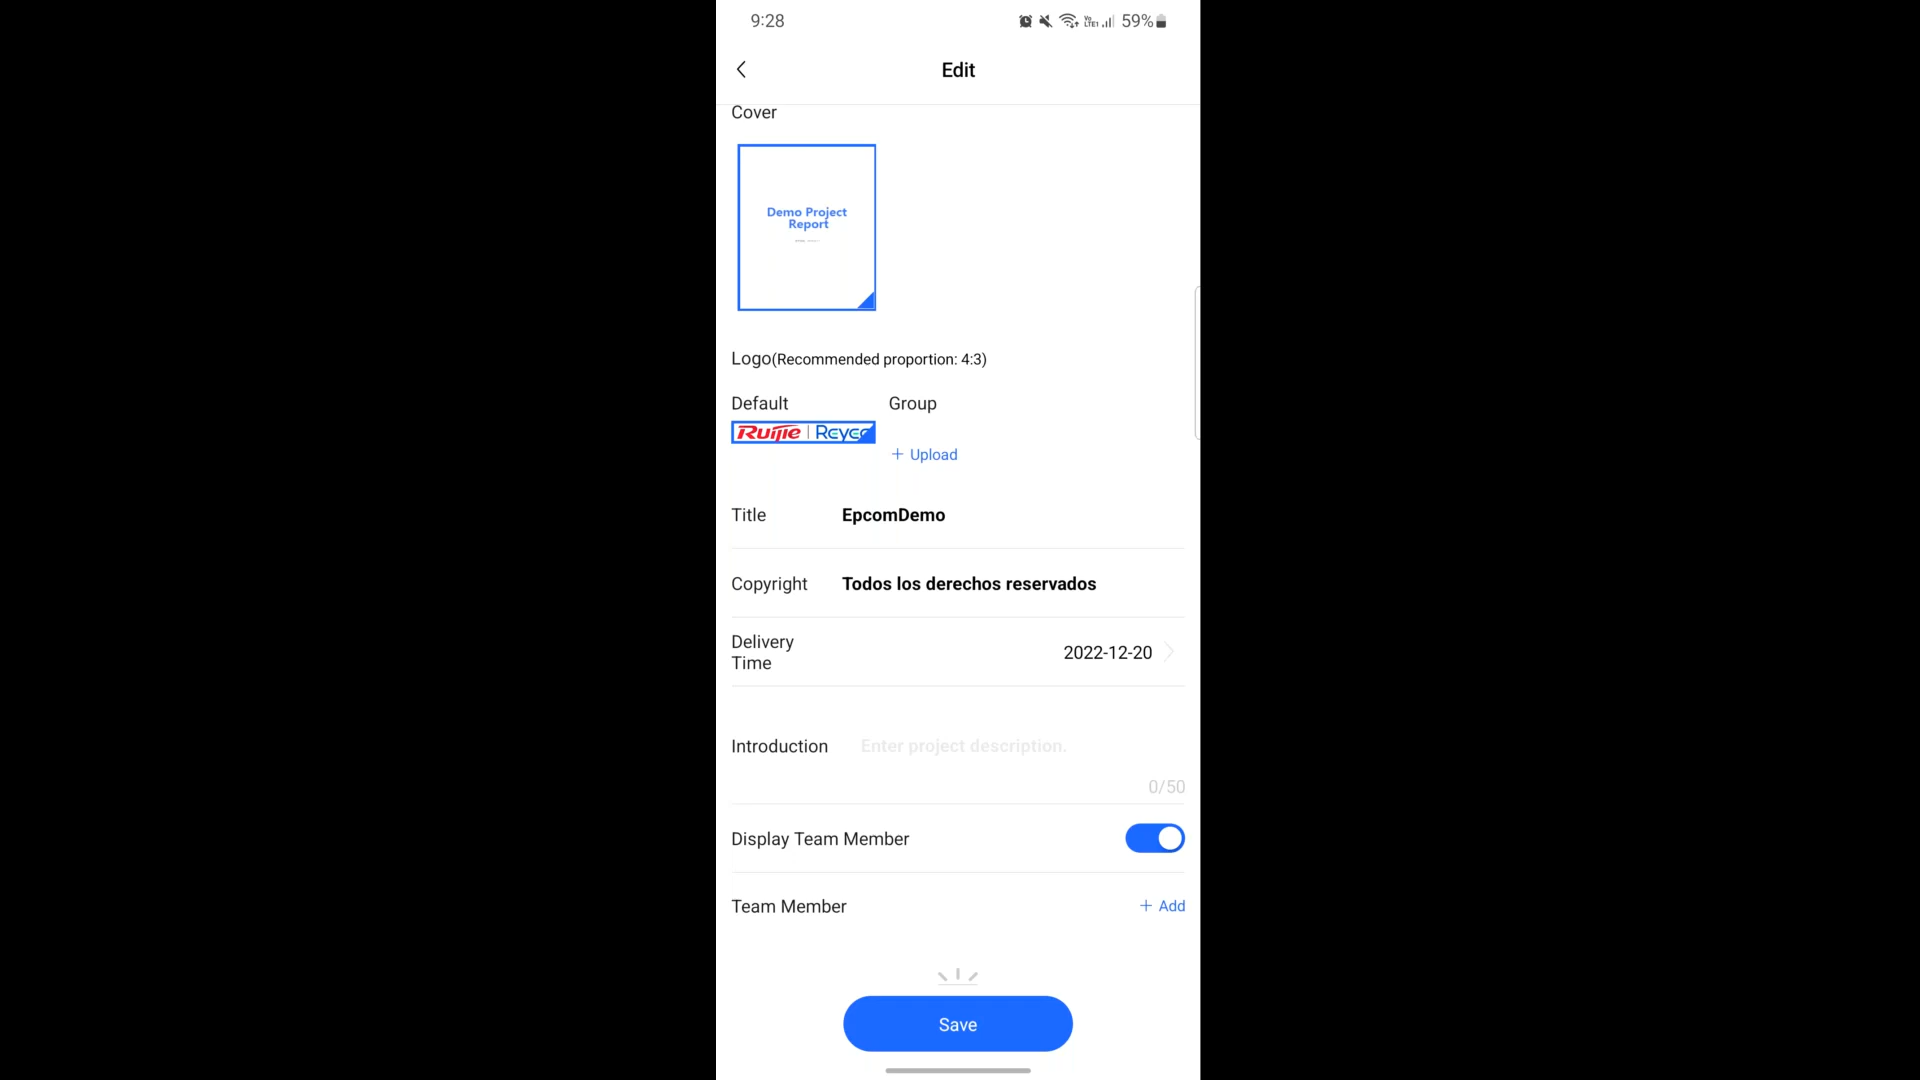 9:28
59%
Edit
Cover
Demo Project
Report
Logo(Recommended proportion: 4:3)
Default
Group
Ruijie | Reyee
+ Upload
Title
EpcomDemo
Copyright
Todos los derechos reservados
Delivery
Time
2022-12-20
Introduction
Enter project description.
0/50
Display Team Member
Team Member
+ Add
Save